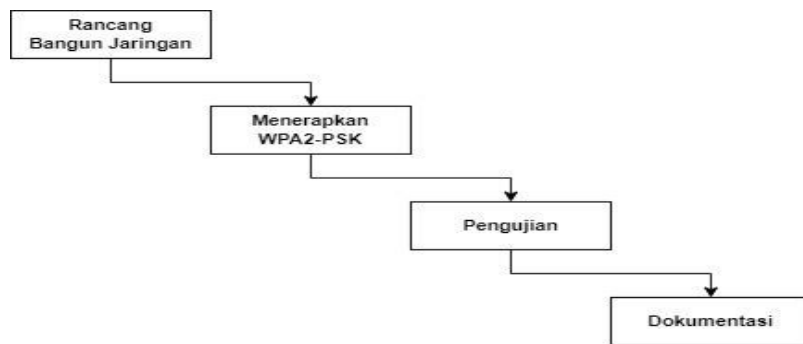 Rancang
Bangun Jaringan
Menerapkan
WPA2-PSK
Pengujian
Dokumentasi